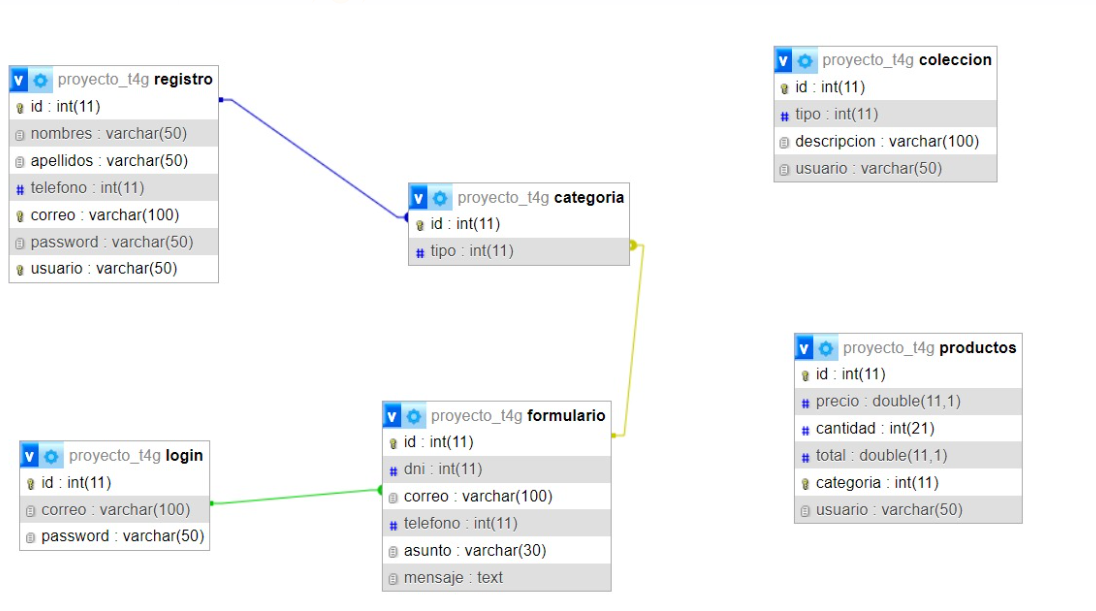 proyecto_t4g registro
id : int(11)
nombres : varchar(50)
apellidos : varchar(50)
# telefono : int(11)
correo : varchar(100)
password : varchar(50)
usuario : varchar(50)
proyecto_t4g coleccion
id : int(11)
# tipo : int(11)
descripcion : varchar(100)
usuario : varchar(50)
proyecto_t4g categoria
id : int(11)
# tipo : int(11)
proyecto_t4g productos
id : int(11)
# precio : double(11,1)
# cantidad : int(21)
# total : double(11,1)
categoria : int(11)
usuario : varchar(50)
proyecto_t4g formulario
id : int(11)
# dni : int(11)
correo : varchar(100)
# telefono : int(11)
asunto : varchar(30)
mensaje : text
proyecto_t4g login
id : int(11)
correo : varchar(100)
password : varchar(50)